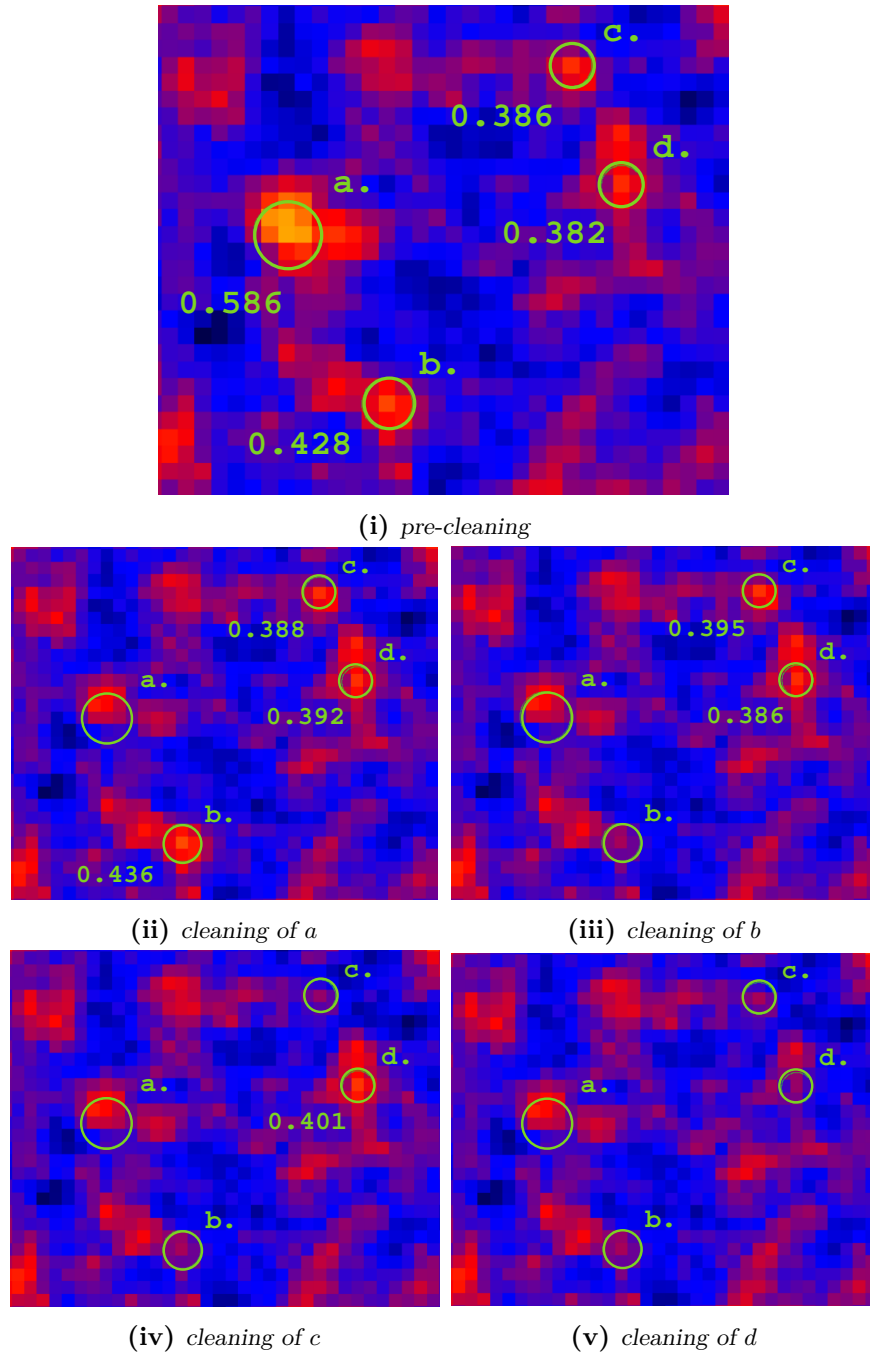 c.
0.386
d.
a.
0.382
0.586
b.
0.428
(i) pre-cleaning
c.
0.388
d.
a.
0.392
b.
0.436
(ii) cleaning of a
c.
0.395
d.
a.
0.386
b.
(iii) cleaning of b
c.
d.
a.
0.401
b.
(iv) cleaning of c
c.
d.
a.
b.
(v) cleaning of d